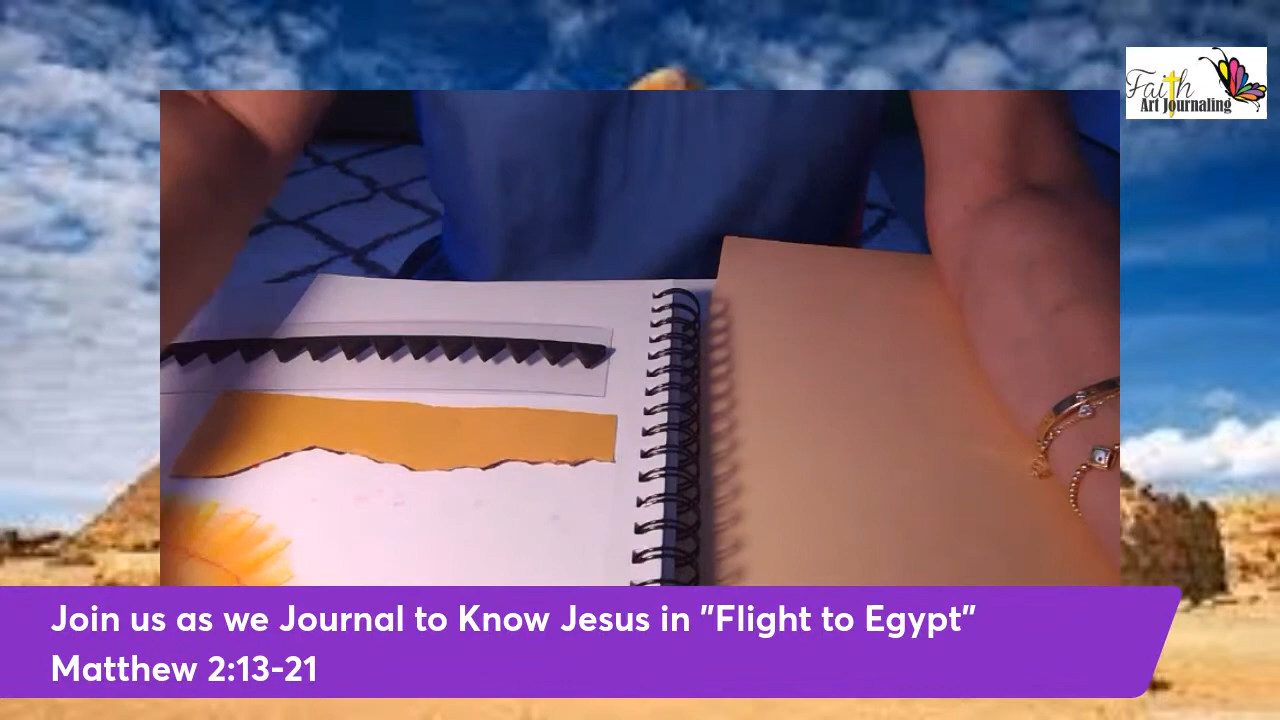 Faith
Art Journaling
Join us as we Journal to Know Jesus in "Flight to Egypt"
Matthew 2:13-21